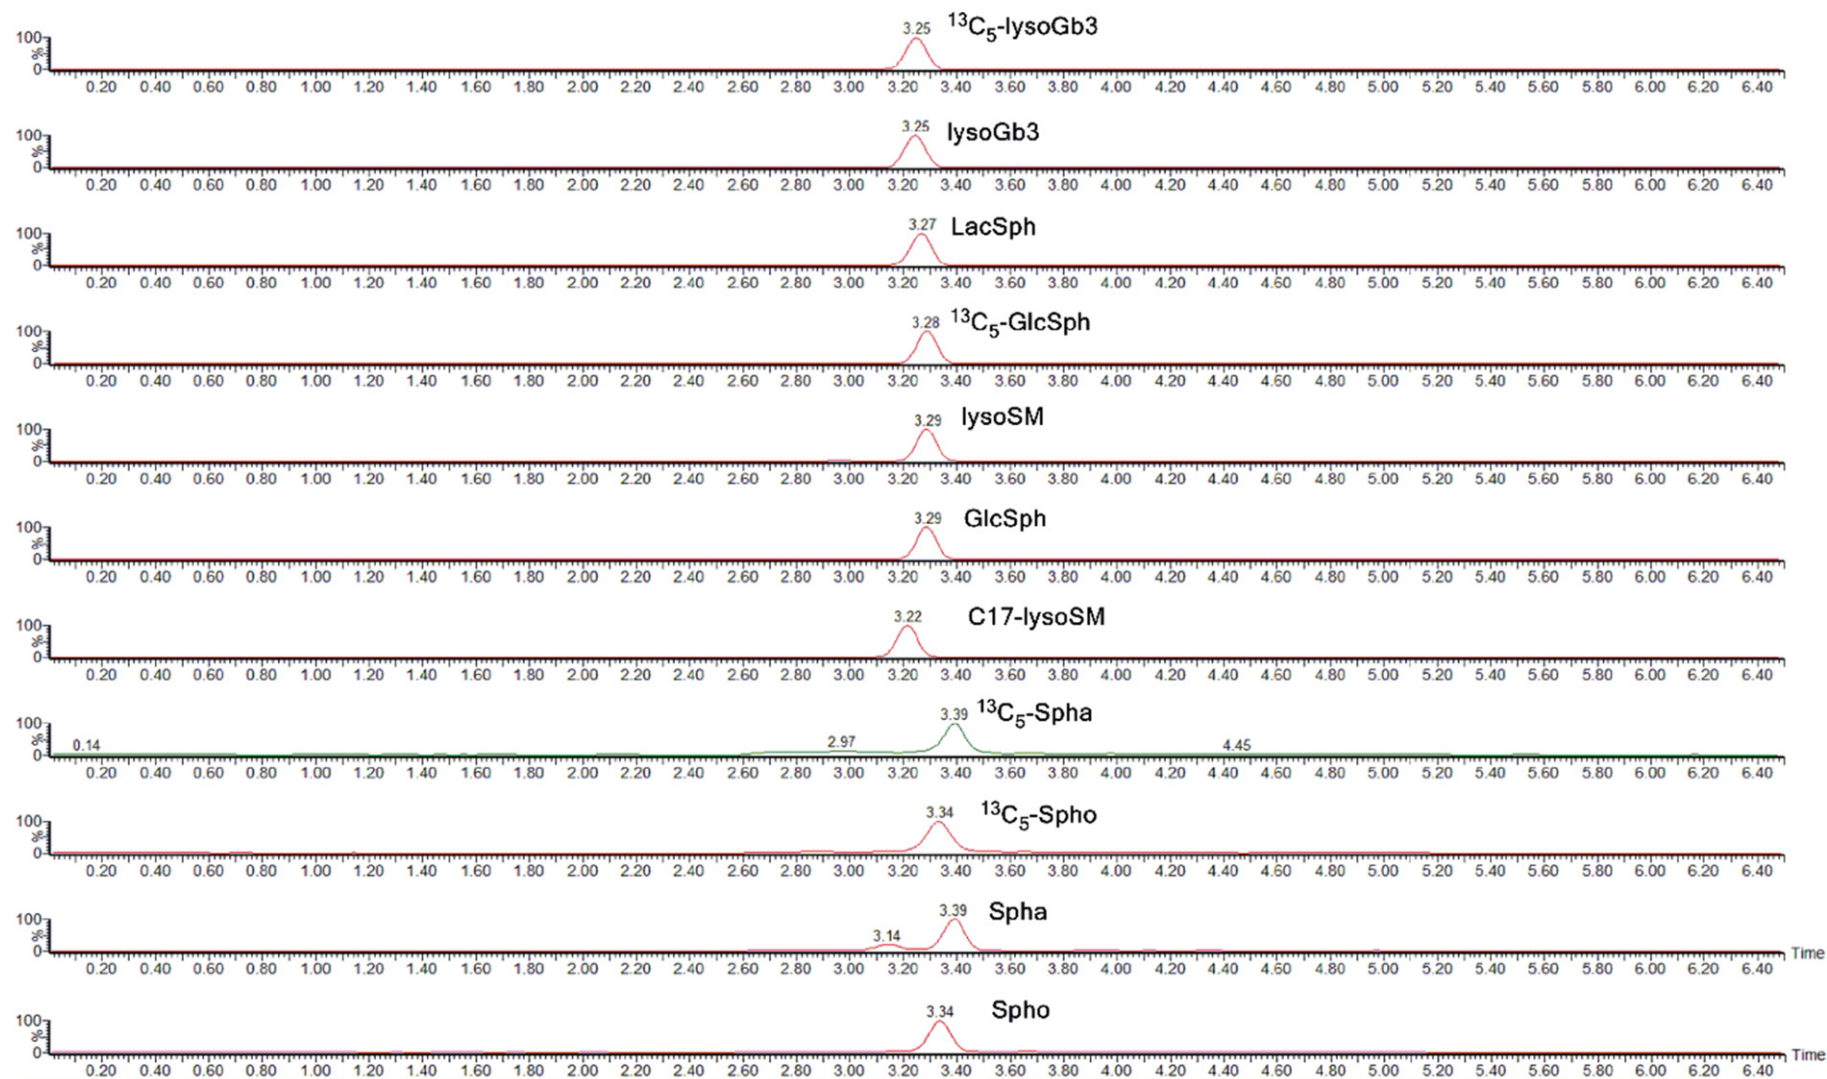 3.25 ¹³C₅-lysoGb3
100
%
0
0.20 0.40 0.60 0.80 1.00 1.20 1.40 1.60 1.80 2.00 2.20 2.40 2.60 2.80 3.00 3.20 3.40 3.60 3.80 4.00 4.20 4.40 4.60 4.80 5.00 5.20 5.40 5.60 5.80 6.00 6.20 6.40
3.25 lysoGb3
100
%
0
0.20 0.40 0.60 0.80 1.00 1.20 1.40 1.60 1.80 2.00 2.20 2.40 2.60 2.80 3.00 3.20 3.40 3.60 3.80 4.00 4.20 4.40 4.60 4.80 5.00 5.20 5.40 5.60 5.80 6.00 6.20 6.40
3.27 LacSph
100
%
0
0.20 0.40 0.60 0.80 1.00 1.20 1.40 1.60 1.80 2.00 2.20 2.40 2.60 2.80 3.00 3.20 3.40 3.60 3.80 4.00 4.20 4.40 4.60 4.80 5.00 5.20 5.40 5.60 5.80 6.00 6.20 6.40
3.28 ¹³C₅-GlcSph
100
%
0
0.20 0.40 0.60 0.80 1.00 1.20 1.40 1.60 1.80 2.00 2.20 2.40 2.60 2.80 3.00 3.20 3.40 3.60 3.80 4.00 4.20 4.40 4.60 4.80 5.00 5.20 5.40 5.60 5.80 6.00 6.20 6.40
3.29 lysoSM
100
%
0
0.20 0.40 0.60 0.80 1.00 1.20 1.40 1.60 1.80 2.00 2.20 2.40 2.60 2.80 3.00 3.20 3.40 3.60 3.80 4.00 4.20 4.40 4.60 4.80 5.00 5.20 5.40 5.60 5.80 6.00 6.20 6.40
3.29 GlcSph
100
%
0
0.20 0.40 0.60 0.80 1.00 1.20 1.40 1.60 1.80 2.00 2.20 2.40 2.60 2.80 3.00 3.20 3.40 3.60 3.80 4.00 4.20 4.40 4.60 4.80 5.00 5.20 5.40 5.60 5.80 6.00 6.20 6.40
3.22 C17-lysoSM
100
%
0
0.20 0.40 0.60 0.80 1.00 1.20 1.40 1.60 1.80 2.00 2.20 2.40 2.60 2.80 3.00 3.20 3.40 3.60 3.80 4.00 4.20 4.40 4.60 4.80 5.00 5.20 5.40 5.60 5.80 6.00 6.20 6.40
3.39 ¹³C₅-Spha
100
%
0.14 2.97 4.45
0
0.20 0.40 0.60 0.80 1.00 1.20 1.40 1.60 1.80 2.00 2.20 2.40 2.60 2.80 3.00 3.20 3.40 3.60 3.80 4.00 4.20 4.40 4.60 4.80 5.00 5.20 5.40 5.60 5.80 6.00 6.20 6.40
3.34 ¹³C₅-Spho
100
%
0
0.20 0.40 0.60 0.80 1.00 1.20 1.40 1.60 1.80 2.00 2.20 2.40 2.60 2.80 3.00 3.20 3.40 3.60 3.80 4.00 4.20 4.40 4.60 4.80 5.00 5.20 5.40 5.60 5.80 6.00 6.20 6.40
3.39 Spha
100
%
3.14
0 Time
0.20 0.40 0.60 0.80 1.00 1.20 1.40 1.60 1.80 2.00 2.20 2.40 2.60 2.80 3.00 3.20 3.40 3.60 3.80 4.00 4.20 4.40 4.60 4.80 5.00 5.20 5.40 5.60 5.80 6.00 6.20 6.40
3.34 Spho
100
%
0 Time
0.20 0.40 0.60 0.80 1.00 1.20 1.40 1.60 1.80 2.00 2.20 2.40 2.60 2.80 3.00 3.20 3.40 3.60 3.80 4.00 4.20 4.40 4.60 4.80 5.00 5.20 5.40 5.60 5.80 6.00 6.20 6.40